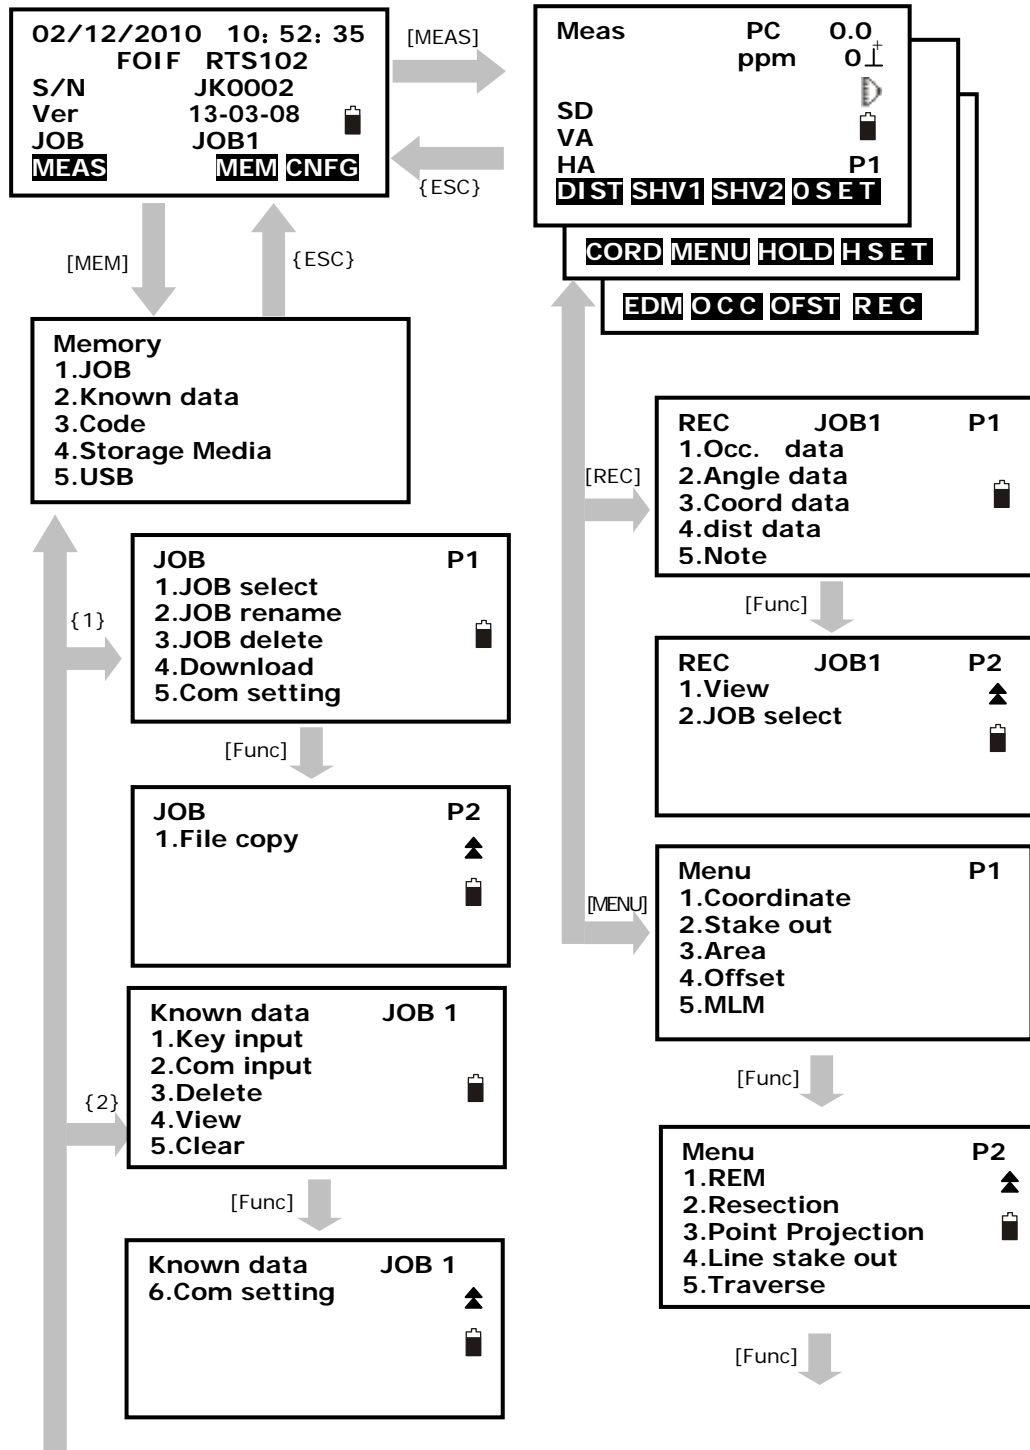 02/12/2010 10: 52: 35
FOIF RTS102
S/N JK0002
Ver 13-03-08
JOB JOB1
MEAS MEM CNFG
[MEAS]
{ESC}
Meas PC 0.0
ppm 0
SD
VA
HA P1
DIST SHV1 SHV2 0SET
CORD MENU HOLD HSET
EDM OCC OFST REC
[MEM]
{ESC}
Memory
1.JOB
2.Known data
3.Code
4.Storage Media
5.USB
{1}
JOB P1
1.JOB select
2.JOB rename
3.JOB delete
4.Download
5.Com setting
[Func]
JOB P2
1.File copy
{2}
Known data JOB 1
1.Key input
2.Com input
3.Delete
4.View
5.Clear
[Func]
Known data JOB 1
6.Com setting
[REC]
REC JOB1 P1
1.Occ. data
2.Angle data
3.Coord data
4.dist data
5.Note
[Func]
REC JOB1 P2
1.View
2.JOB select
[MENU]
Menu P1
1.Coordinate
2.Stake out
3.Area
4.Offset
5.MLM
[Func]
Menu P2
1.REM
2.Resection
3.Point Projection
4.Line stake out
5.Traverse
[Func]